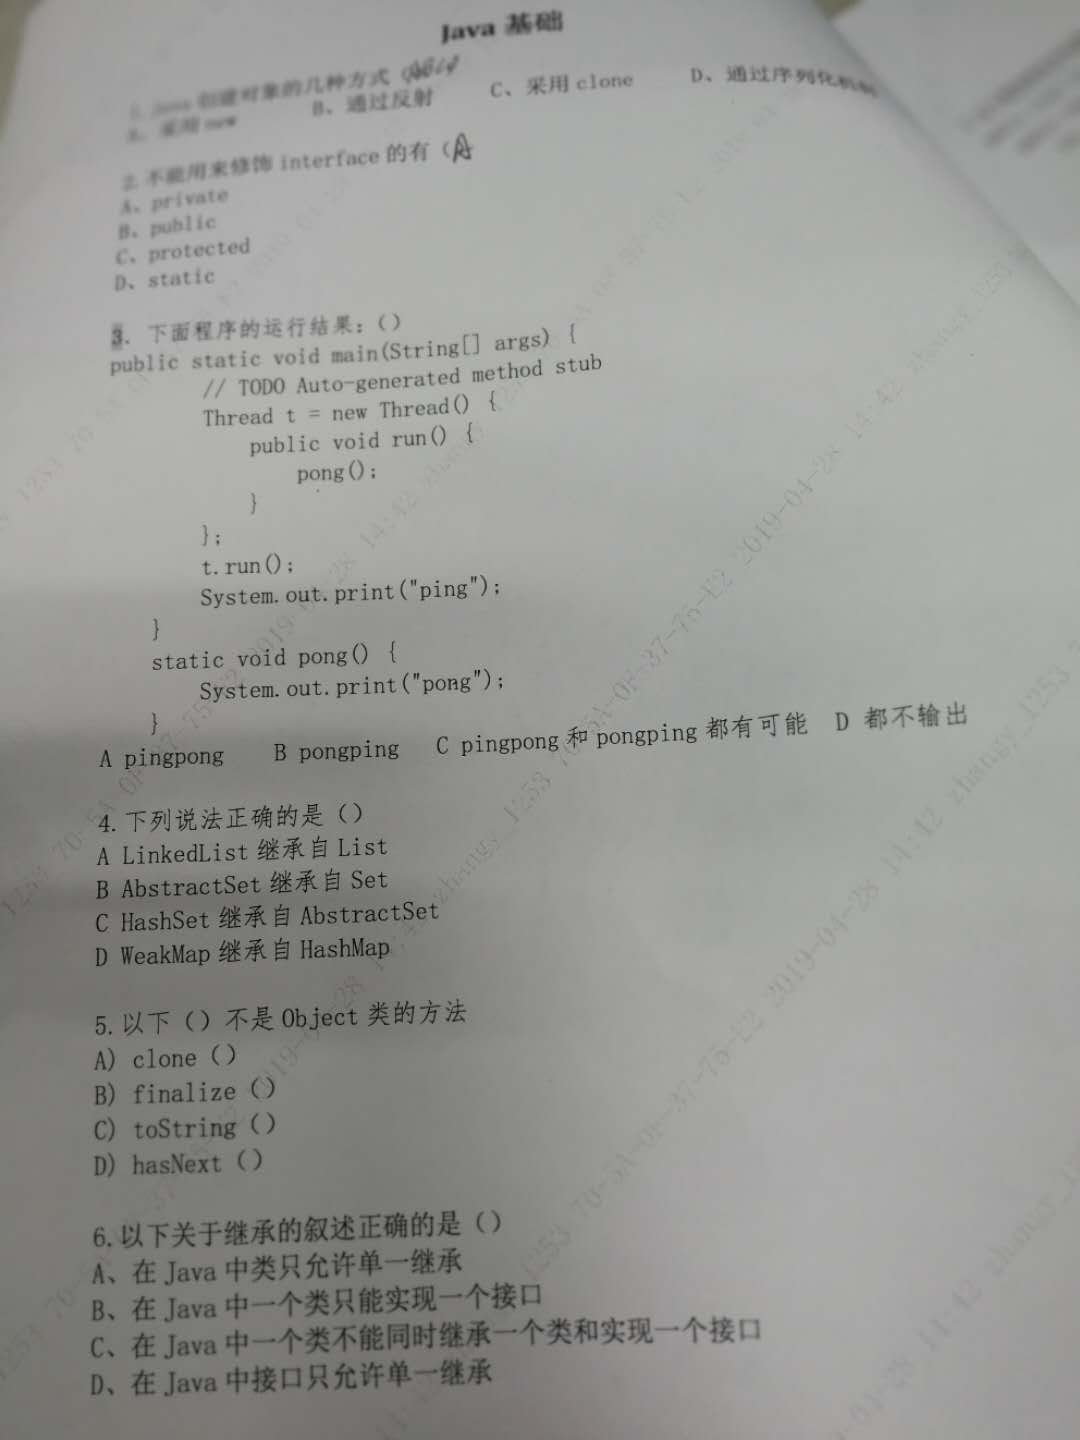 Java 基础
1. Java 创建对象的几种方式（ABCD
A、采用 new B、通过反射 C、采用 clone D、通过序列化机制
2.不能用来修饰 interface 的有（A
A、private
B、public
C、protected
D、static
3. 下面程序的运行结果：()
public static void main(String[] args) {
// TODO Auto-generated method stub
Thread t = new Thread() {
public void run() {
pong();
}
};
t.run();
System.out.print("ping");
}
static void pong() {
System.out.print("pong");
}
A pingpong B pongping C pingpong 和 pongping 都有可能 D 都不输出
4.下列说法正确的是（）
A LinkedList 继承自 List
B AbstractSet 继承自 Set
C HashSet 继承自 AbstractSet
D WeakMap 继承自 HashMap
5.以下（）不是 Object 类的方法
A) clone（）
B) finalize（）
C) toString（）
D) hasNext（）
6.以下关于继承的叙述正确的是（）
A、在 Java 中类只允许单一继承
B、在 Java 中一个类只能实现一个接口
C、在 Java 中一个类不能同时继承一个类和实现一个接口
D、在 Java 中接口只允许单一继承